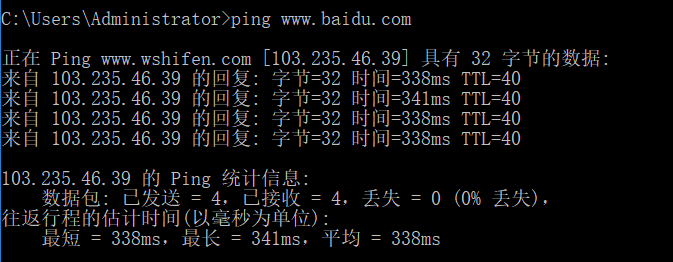 C:\Users\Administrator>ping www.baidu.com
正在 Ping www.wshifen.com [103.235.46.39] 具有 32 字节的数据:
来自 103.235.46.39 的回复: 字节=32 时间=338ms TTL=40
来自 103.235.46.39 的回复: 字节=32 时间=341ms TTL=40
来自 103.235.46.39 的回复: 字节=32 时间=338ms TTL=40
来自 103.235.46.39 的回复: 字节=32 时间=338ms TTL=40
103.235.46.39 的 Ping 统计信息:
数据包: 已发送 = 4，已接收 = 4，丢失 = 0 (0% 丢失)，
往返行程的估计时间(以毫秒为单位):
最短 = 338ms，最长 = 341ms，平均 = 338ms